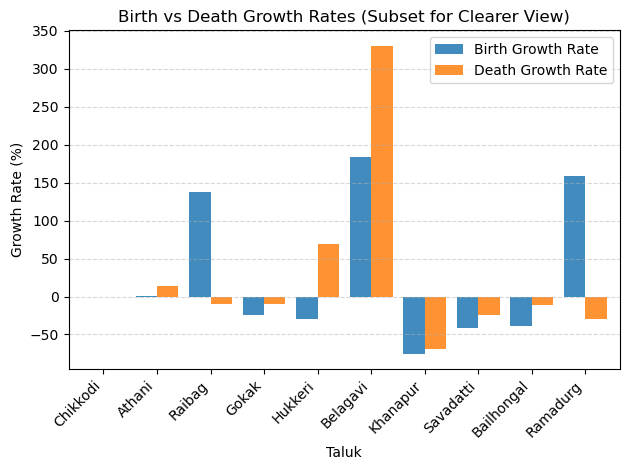 Birth vs Death Growth Rates (Subset for Clearer View)
Birth Growth Rate
Death Growth Rate
Growth Rate (%)
350
300
250
200
150
100
50
0
−50
Chikkodi
Athani
Raibag
Gokak
Hukkeri
Belagavi
Khanapur
Savadatti
Bailhongal
Ramadurg
Taluk